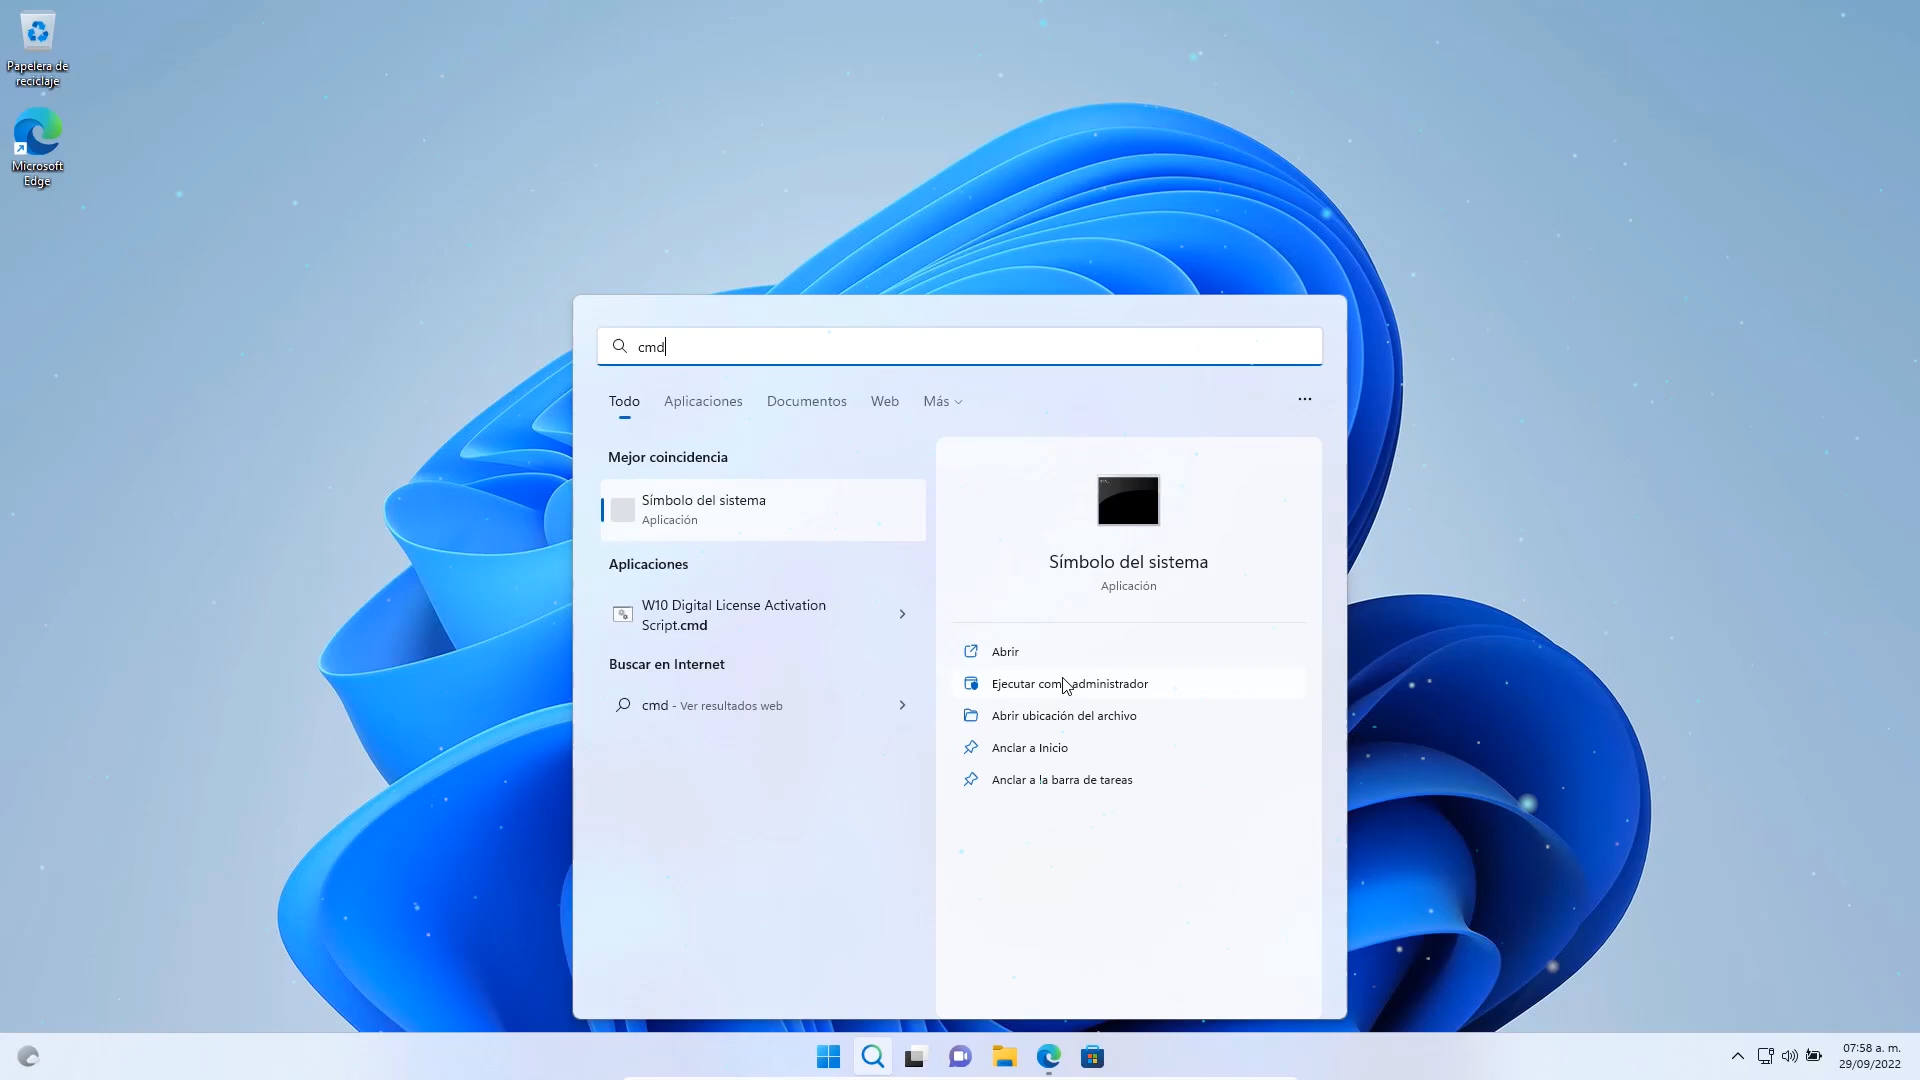 Papelera de
reciclaje
Microsoft
Edge
cmd
Todo Aplicaciones Documentos Web Más
Mejor coincidencia
Símbolo del sistema
Aplicación
Aplicaciones
W10 Digital License Activation
Script.cmd
Buscar en Internet
cmd - Ver resultados web
Símbolo del sistema
Aplicación
Abrir
Ejecutar como administrador
Abrir ubicación del archivo
Anclar a Inicio
Anclar a la barra de tareas
07:58 a. m.
29/09/2022